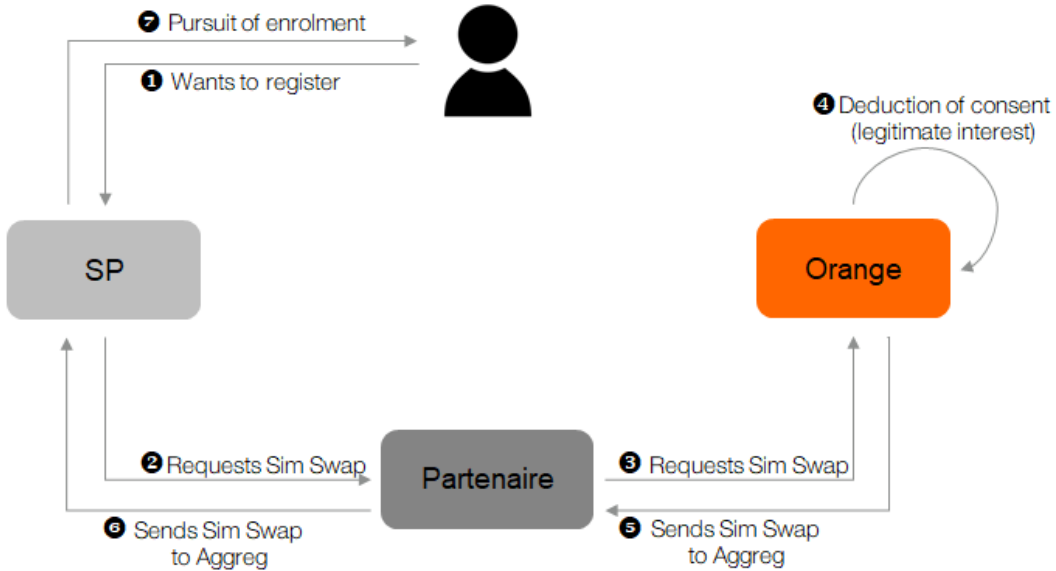 ❼ Pursuit of enrolment
❶ Wants to register
❹ Deduction of consent
(legitimate interest)
SP
Orange
❷ Requests Sim Swap
Partenaire
❸ Requests Sim Swap
❻ Sends Sim Swap
to Aggreg
❺ Sends Sim Swap
to Aggreg